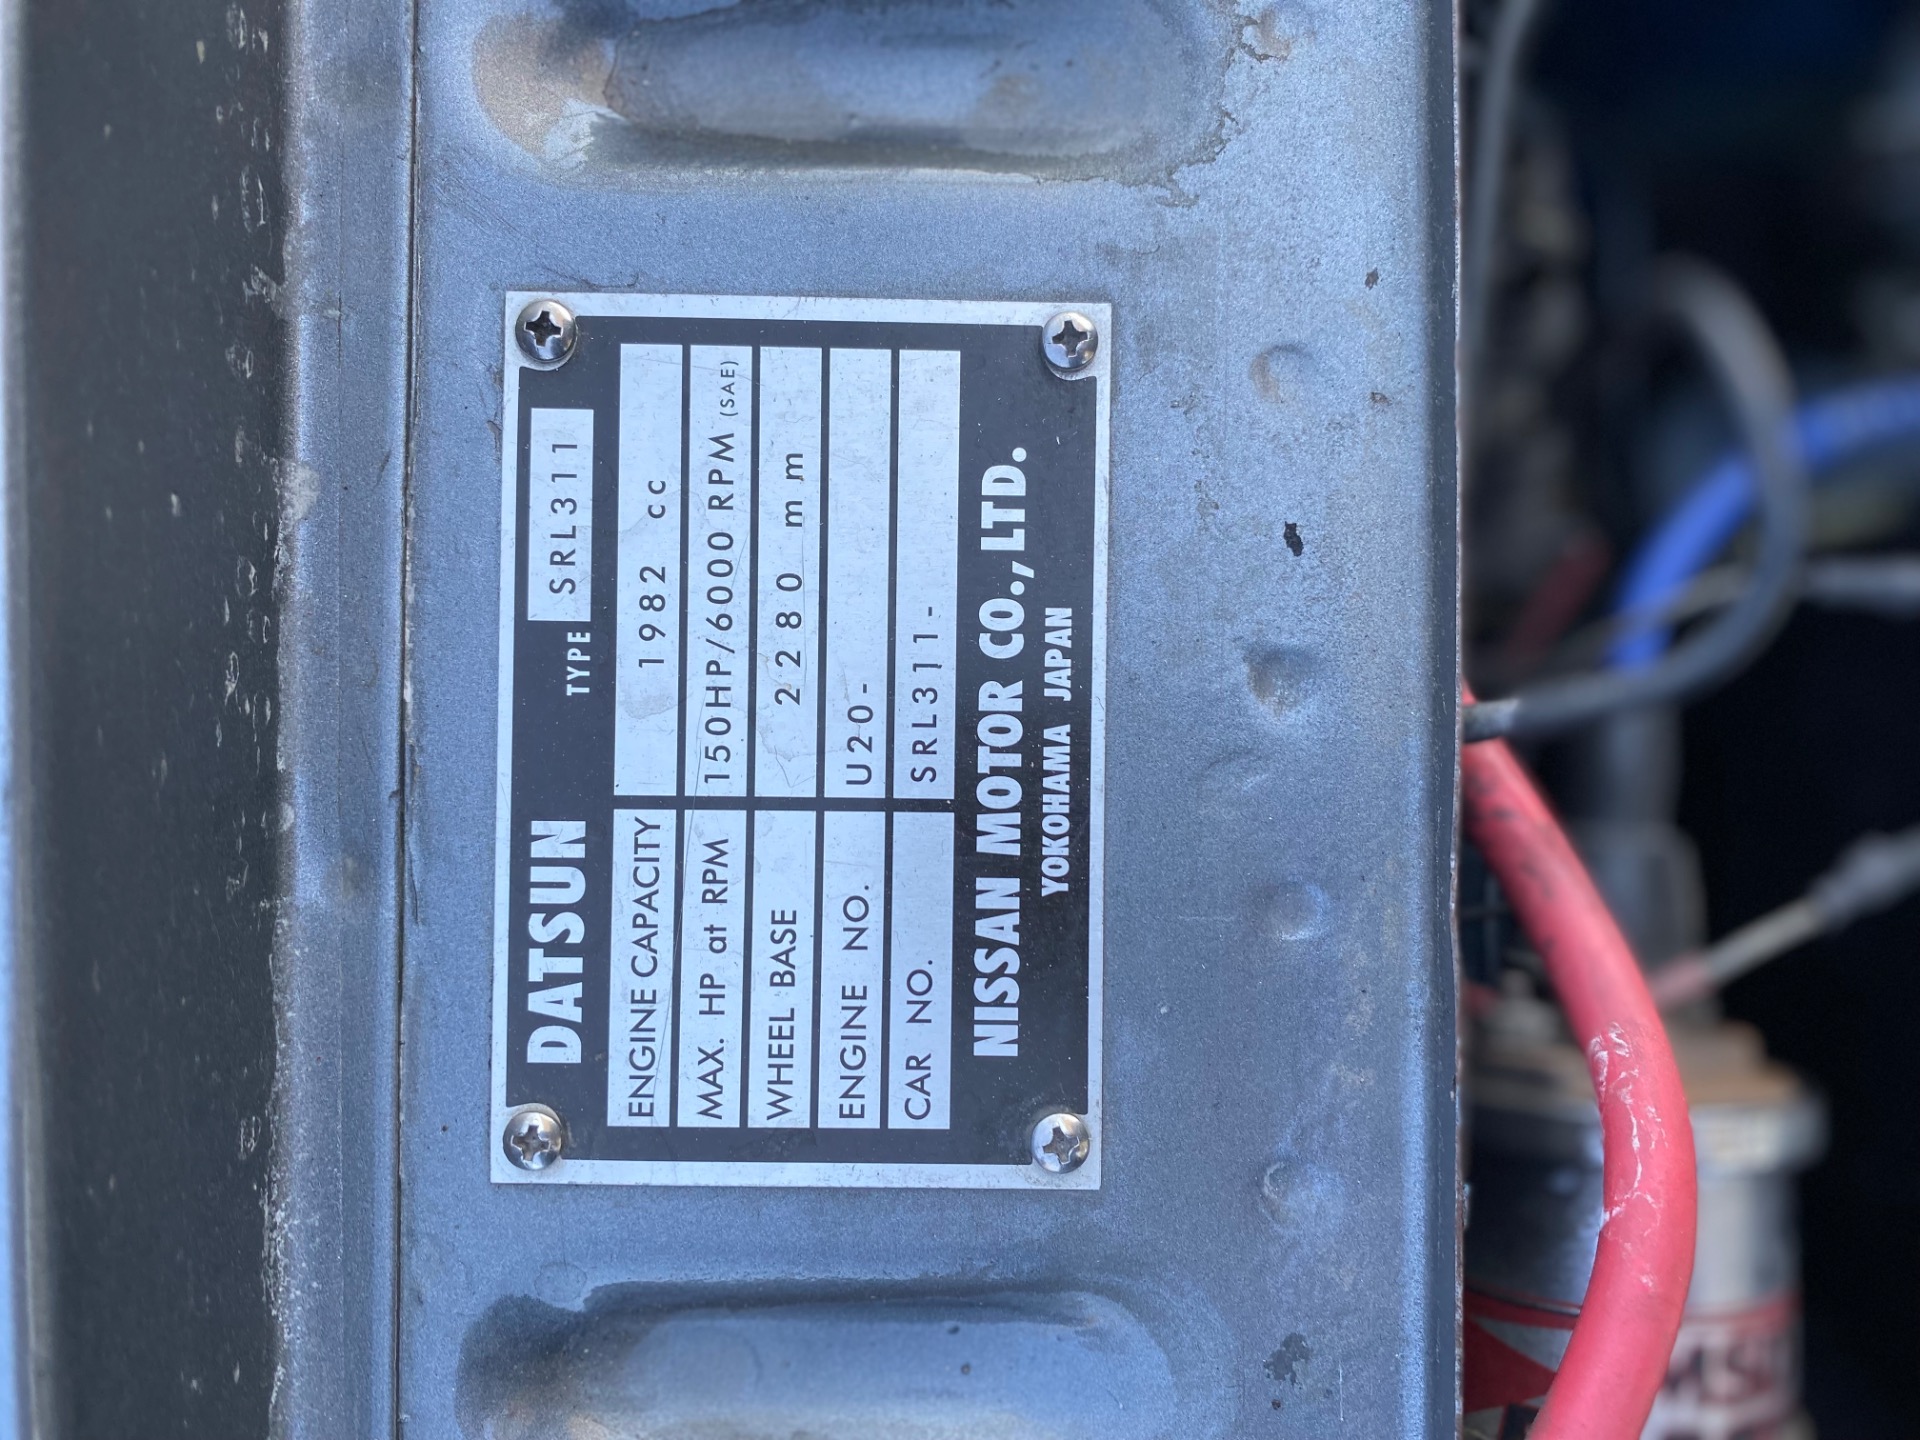 DATSUN TYPE SRL311
ENGINE CAPACITY 1982 cc
MAX. HP at RPM 150HP/6000 RPM (SAE)
WHEEL BASE 2280 mm
ENGINE NO. U20-
CAR NO. SRL311-
NISSAN MOTOR CO.,LTD.
YOKOHAMA JAPAN